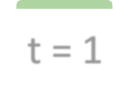 t = 1